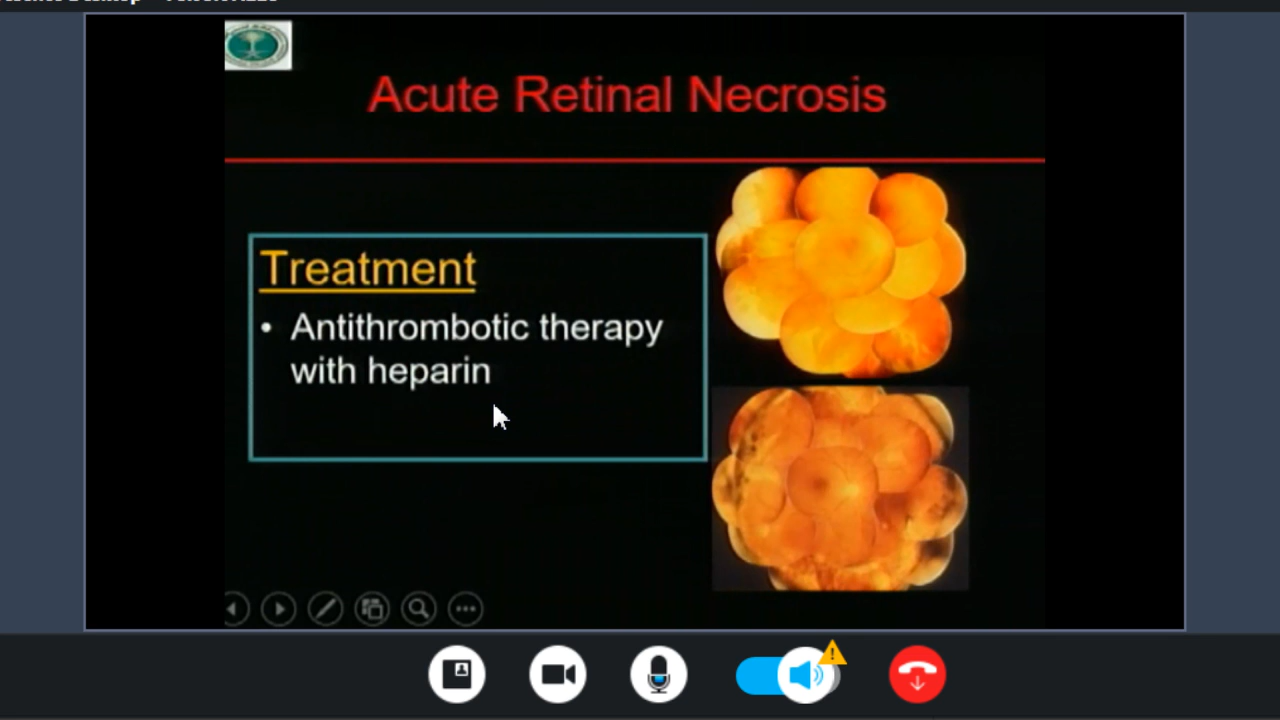 Acute Retinal Necrosis
Treatment
• Antithrombotic therapy
with heparin